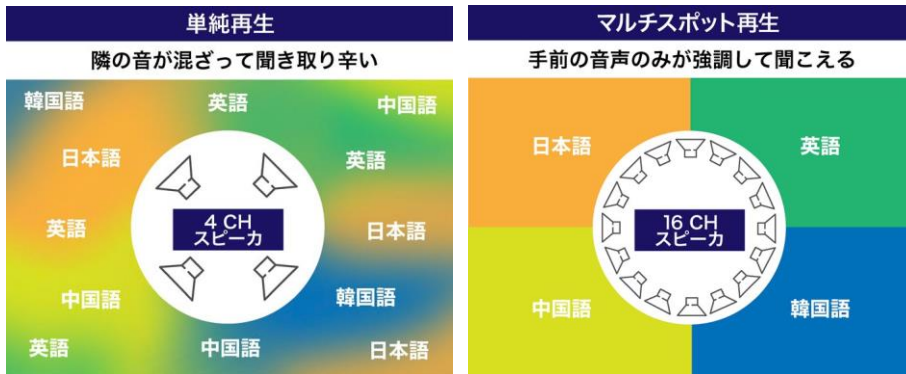 単純再生
隣の音が混ざって聞き取り辛い
韓国語
英語
中国語
日本語
英語
英語
日本語
中国語
韓国語
英語
中国語
日本語
4 CH
スピーカ
マルチスポット再生
手前の音声のみが強調して聞こえる
日本語
英語
16 CH
スピーカ
中国語
韓国語